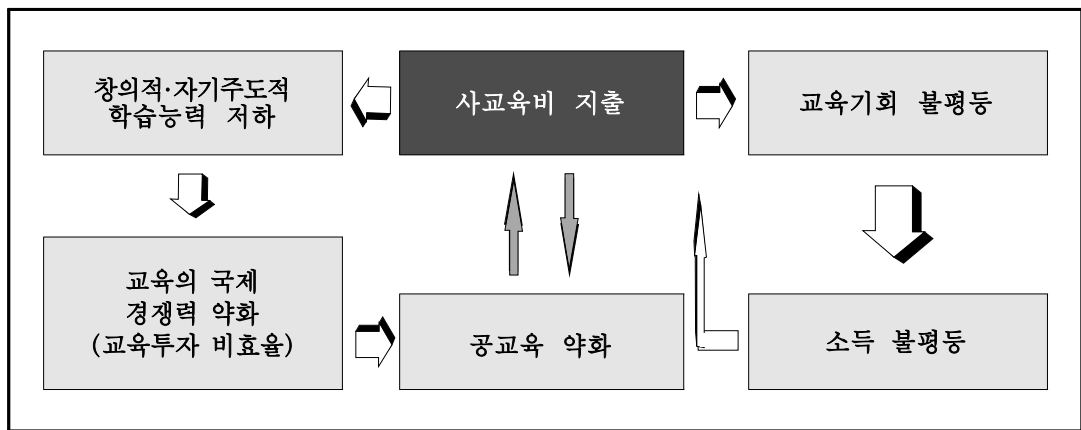 창의적·자기주도적
학습능력 저하
사교육비 지출
교육기회 불평등
교육의 국제
경쟁력 약화
(교육투자 비효율)
공교육 약화
소득 불평등